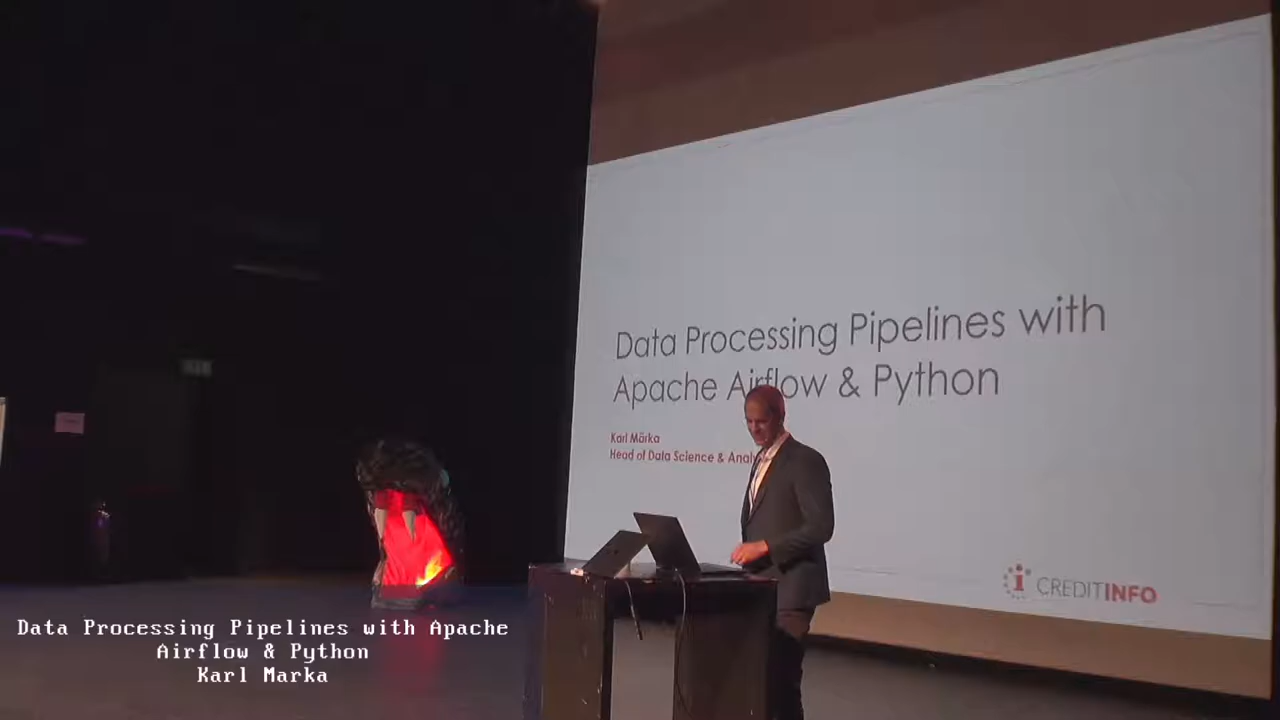 Data Processing Pipelines with
Apache Airflow & Python
Karl Märka
Head of Data Science &
CREDITINFO
Data Processing Pipelines with Apache
Airflow & Python
Karl Marka